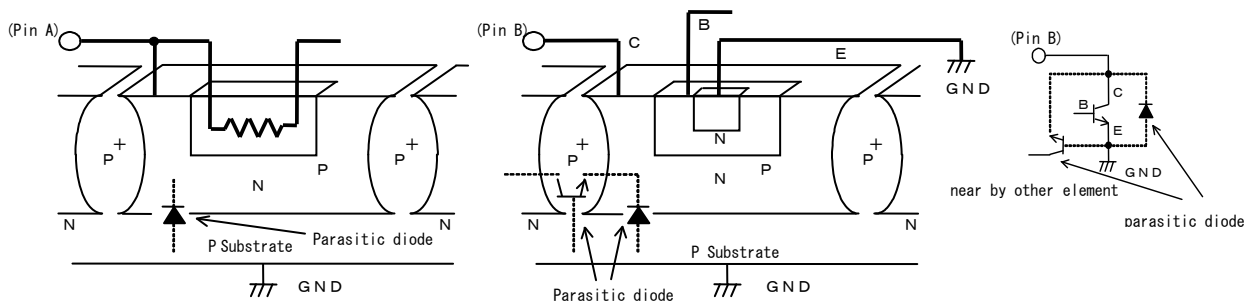 (Pin A)
P
+
N
P
P
+
N
N
P Substrate
Parasitic diode
GND
(Pin B)
C
B
E
GND
P
+
N
P
N
P
+
N
N
P Substrate
GND
Parasitic diode
(Pin B)
C
B
E
GND
near by other element
parasitic diode